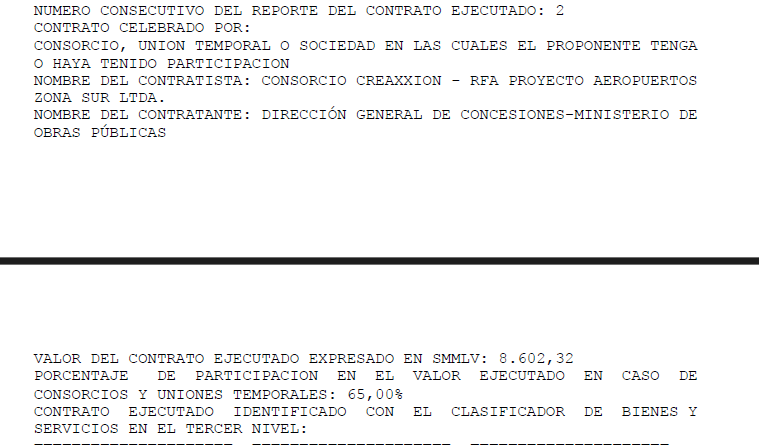 NUMERO CONSECUTIVO DEL REPORTE DEL CONTRATO EJECUTADO: 2
CONTRATO CELEBRADO POR:
CONSORCIO, UNION TEMPORAL O SOCIEDAD EN LAS CUALES EL PROPONENTE TENGA
O HAYA TENIDO PARTICIPACION
NOMBRE DEL CONTRATISTA: CONSORCIO CREAXXION - RFA PROYECTO AEROPUERTOS
ZONA SUR LTDA.
NOMBRE DEL CONTRATANTE: DIRECCIÓN GENERAL DE CONCESIONES-MINISTERIO DE
OBRAS PÚBLICAS
VALOR DEL CONTRATO EJECUTADO EXPRESADO EN SMMLV: 8.602,32
PORCENTAJE DE PARTICIPACION EN EL VALOR EJECUTADO EN CASO DE
CONSORCIOS Y UNIONES TEMPORALES: 65,00%
CONTRATO EJECUTADO IDENTIFICADO CON EL CLASIFICADOR DE BIENES Y
SERVICIOS EN EL TERCER NIVEL: